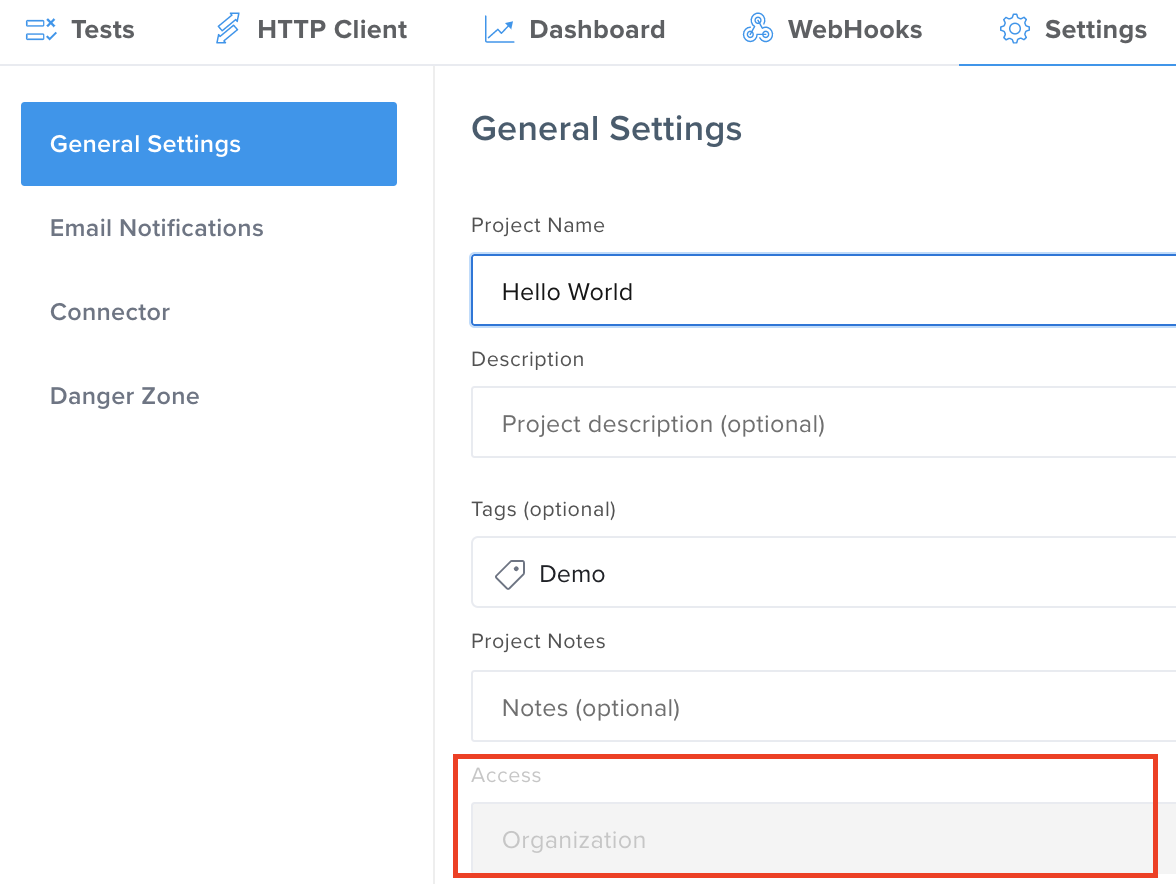 Tests HTTP Client Dashboard WebHooks Settings
General Settings
Email Notifications
Connector
Danger Zone
General Settings
Project Name
Hello World
Description
Project description (optional)
Tags (optional)
Demo
Project Notes
Notes (optional)
Access
Organization